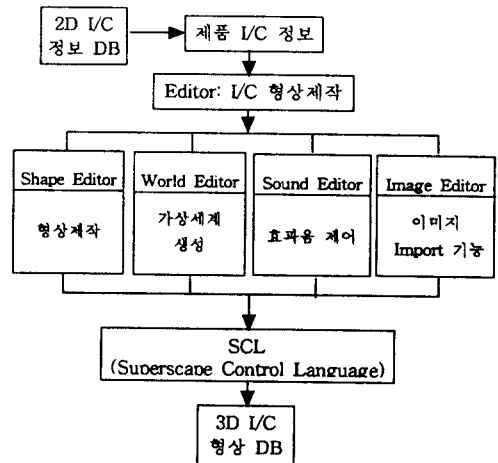 2D I/C
정보 DB
제품 I/C 정보
Editor: I/C 형상제작
Shape Editor
형상제작
World Editor
가상세계
생성
Sound Editor
효과음 제어
Image Editor
이미지
Import 기능
SCL
(Superscape Control Language)
3D I/C
형상 DB